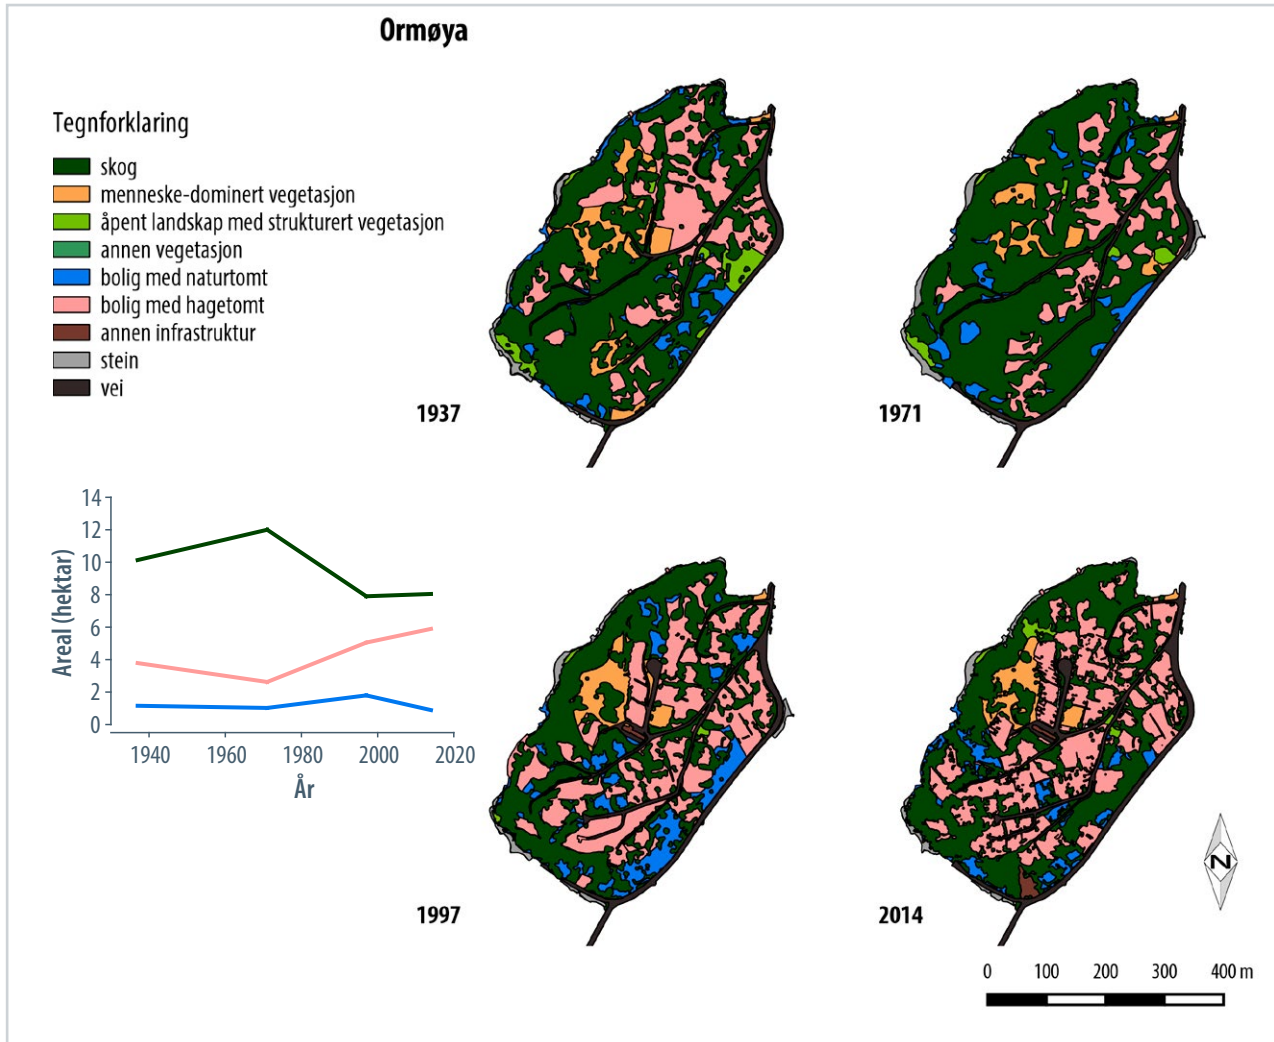 Ormøya
Tegnforklaring
skog
menneske-dominert vegetasjon
åpent landskap med strukturert vegetasjon
annen vegetasjon
bolig med naturtomt
bolig med hagetomt
annen infrastruktur
stein
vei
1937
1971
14
12
10
8
6
4
2
0
Areal (hektar)
1940 1960 1980 2000 2020
År
1997
2014
N
0 100 200 300 400 m